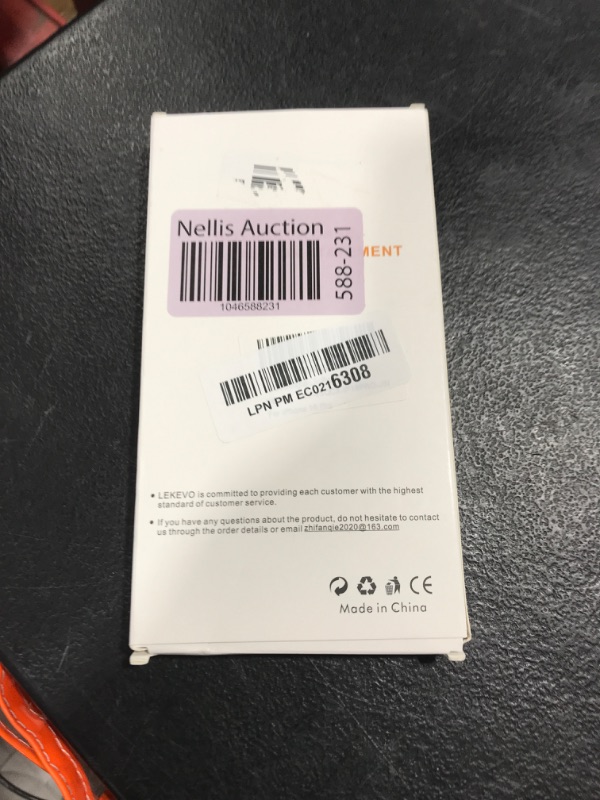 Nellis Auction
1046588231
588-231
MENT
LPN PM EC0216308
• LEKEVO is committed to providing each customer with the highest
standard of customer service.
• If you have any questions about the product, do not hesitate to contact
us through the order details or email zhifangie2020@163.com
CE
Made in China